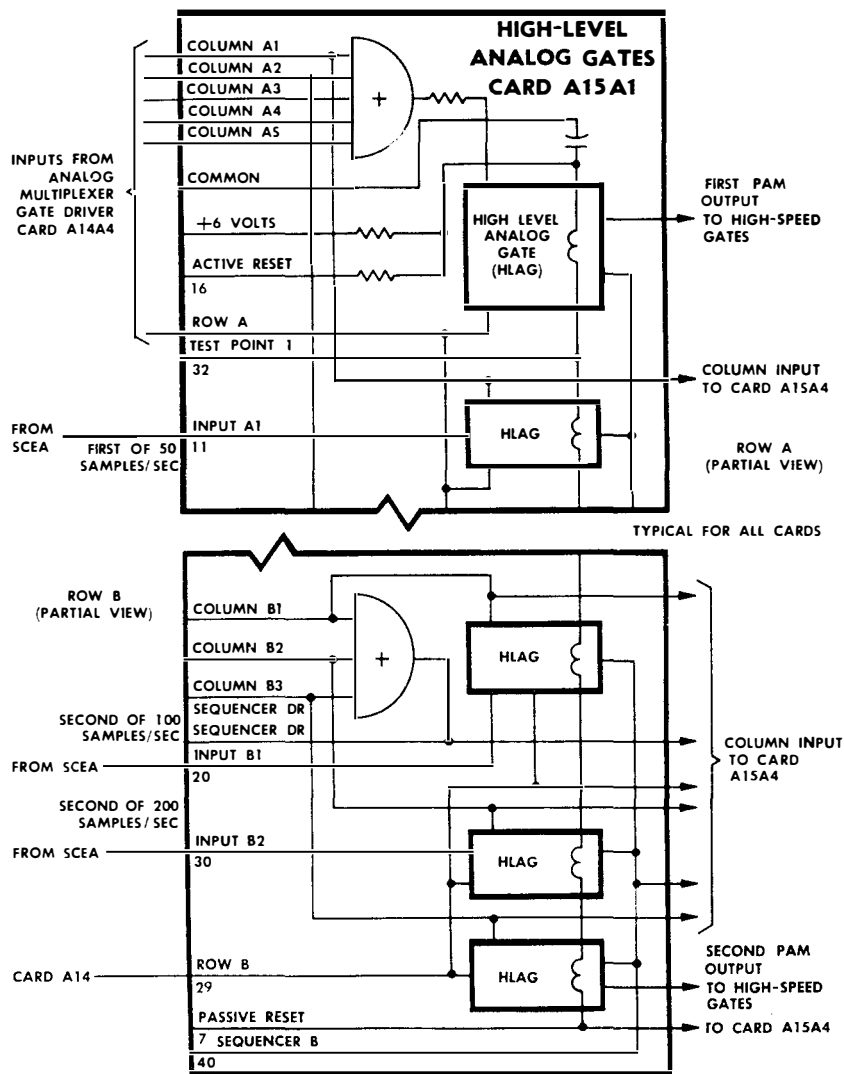 HIGH-LEVEL
ANALOG GATES
CARD A15A1
COLUMN A1
COLUMN A2
COLUMN A3
COLUMN A4
COLUMN A5
+
INPUTS FROM
ANALOG
MULTIPLEXER
GATE DRIVER
CARD A14A4
COMMON
+6 VOLTS
ACTIVE RESET
16
HIGH LEVEL
ANALOG
GATE
(HLAG)
FIRST PAM
OUTPUT
TO HIGH-SPEED
GATES
ROW A
TEST POINT 1
32
COLUMN INPUT
TO CARD A15A4
FROM
SCEA
INPUT A1
FIRST OF 50
SAMPLES/SEC
11
HLAG
ROW A
(PARTIAL VIEW)
TYPICAL FOR ALL CARDS
ROW B
(PARTIAL VIEW)
COLUMN B1
COLUMN B2
COLUMN B3
+
HLAG
SEQUENCER DR
SECOND OF 100
SAMPLES/SEC
SEQUENCER DR
FROM SCEA
INPUT B1
20
COLUMN INPUT
TO CARD
A15A4
SECOND OF 200
SAMPLES/SEC
FROM SCEA
INPUT B2
30
HLAG
CARD A14
ROW B
29
HLAG
SECOND PAM
OUTPUT
TO HIGH-SPEED
GATES
PASSIVE RESET
TO CARD A15A4
7 SEQUENCER B
40